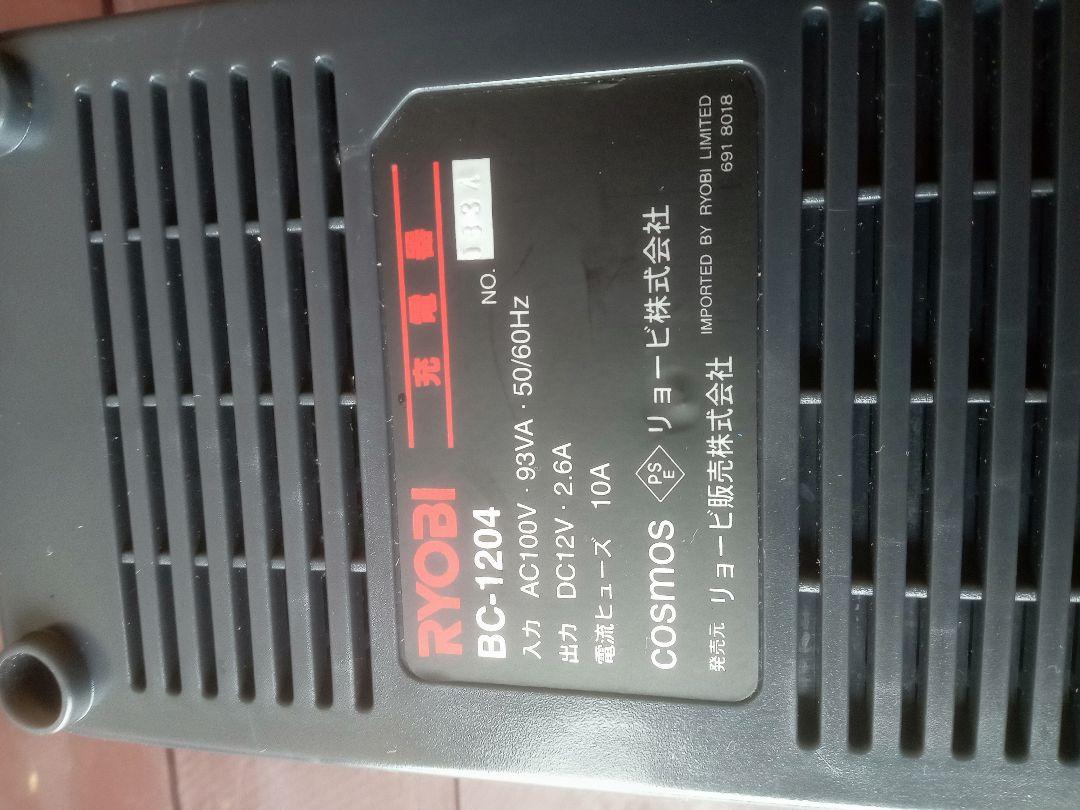 RYOBI 充電器
BC-1204 NO. 033A
入力 AC100V・93VA・50/60Hz
出力 DC12V・2.6A
電流ヒューズ 10A
cosmos PSE リョービ株式会社
発売元 リョービ販売株式会社 IMPORTED BY RYOBI LIMITED
691 8018